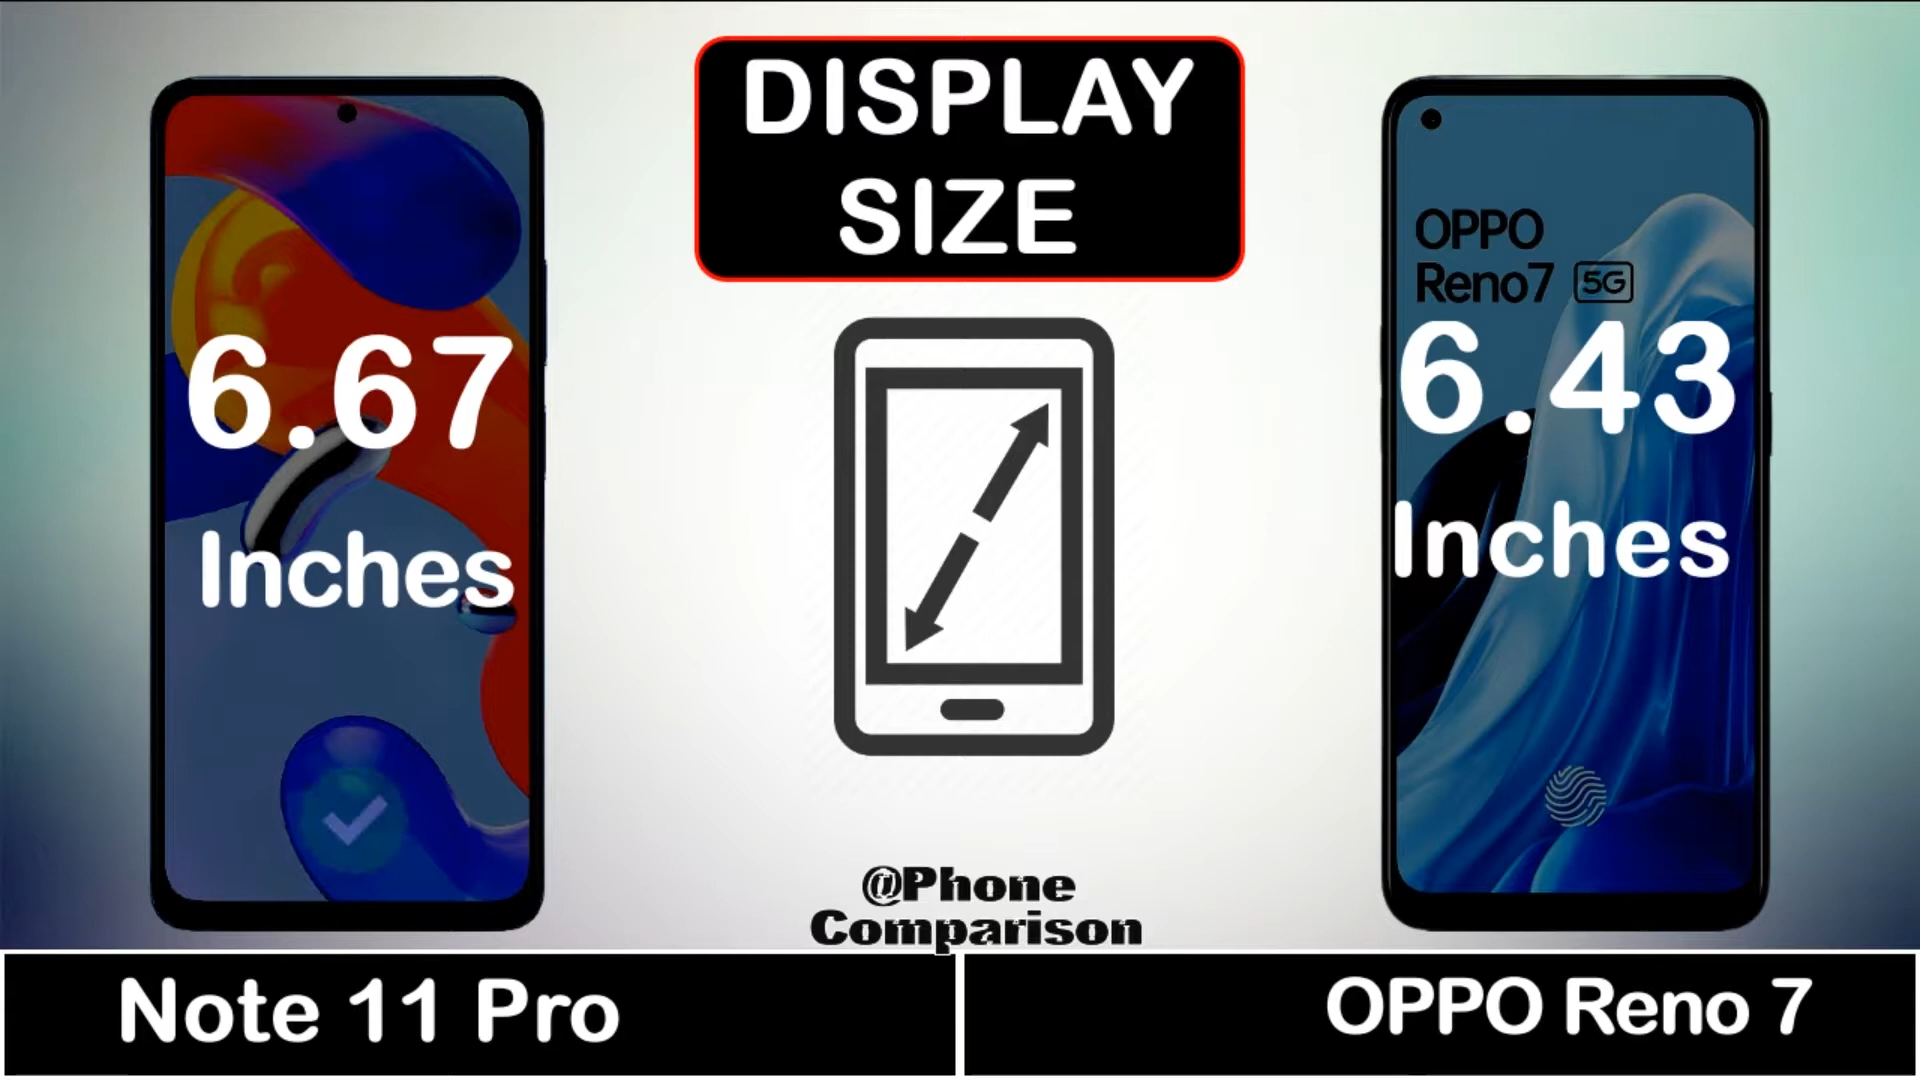 DISPLAY
SIZE
6.67
Inches
OPPO
Reno7 5G
6.43
Inches
@Phone
Comparison
Note 11 Pro
OPPO Reno 7